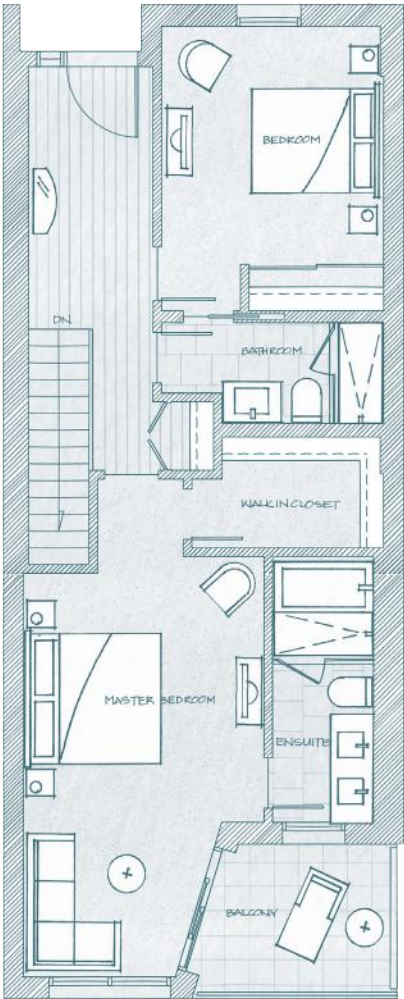 BEDROOM
DN
BATHROOM
WALK IN CLOSET
MASTER BEDROOM
ENSUITE
BALCONY